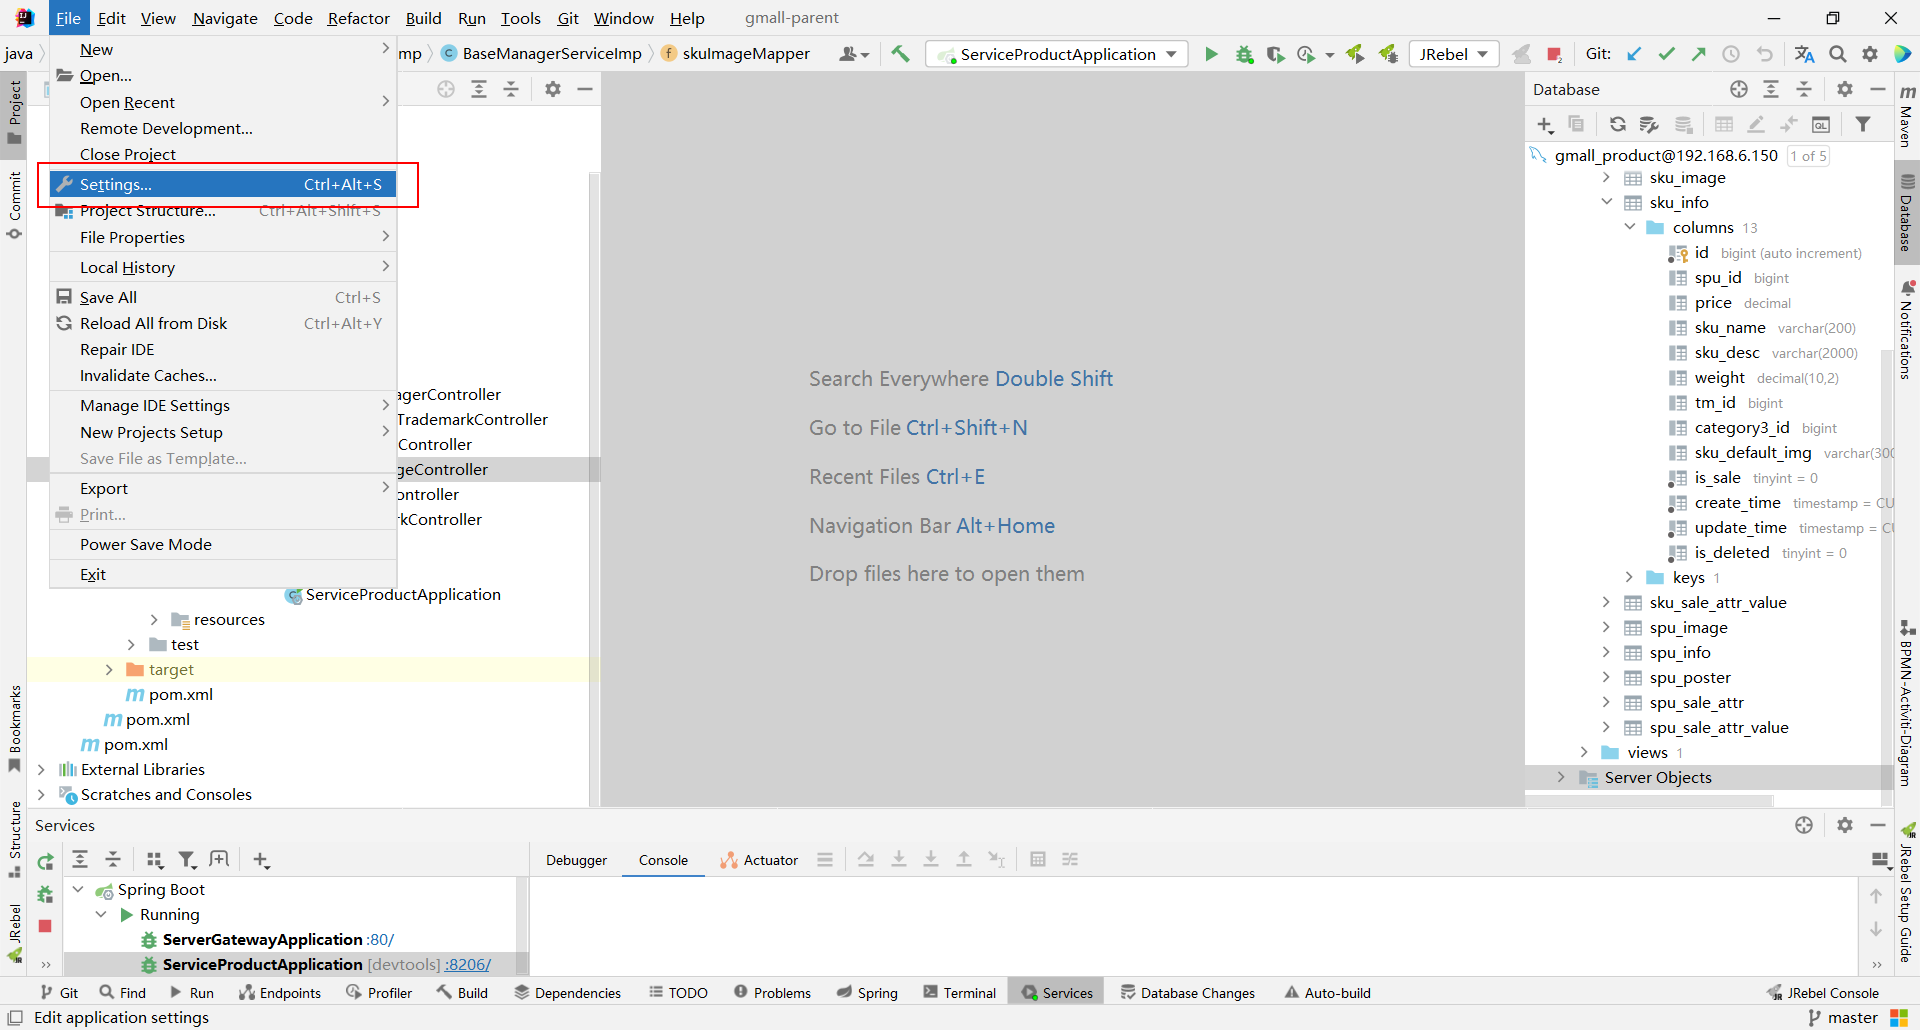 File Edit View Navigate Code Refactor Build Run Tools Git Window Help gmall-parent
java mp BaseManagerServiceImp skuImageMapper ServiceProductApplication JRebel Git:
New
Open...
Open Recent
Remote Development...
Close Project
Settings... Ctrl+Alt+S
Project Structure... Ctrl+Alt+Shift+S
File Properties
Local History
Save All Ctrl+S
Reload All from Disk Ctrl+Alt+Y
Repair IDE
Invalidate Caches...
Manage IDE Settings
New Projects Setup
Save File as Template...
Export
Print...
Power Save Mode
Exit
Project
Commit
Bookmarks
Structure
JRebel
agerController
TrademarkController
Controller
geController
ontroller
rkController
ServiceProductApplication
resources
test
target
pom.xml
pom.xml
pom.xml
External Libraries
Scratches and Consoles
Search Everywhere Double Shift
Go to File Ctrl+Shift+N
Recent Files Ctrl+E
Navigation Bar Alt+Home
Drop files here to open them
Database
gmall_product@192.168.6.150 1 of 5
sku_image
sku_info
columns 13
id bigint (auto increment)
spu_id bigint
price decimal
sku_name varchar(200)
sku_desc varchar(2000)
weight decimal(10,2)
tm_id bigint
category3_id bigint
sku_default_img varchar(300
is_sale tinyint = 0
create_time timestamp = CU
update_time timestamp = CU
is_deleted tinyint = 0
keys 1
sku_sale_attr_value
spu_image
spu_info
spu_poster
spu_sale_attr
spu_sale_attr_value
views 1
Server Objects
Maven
Database
Notifications
BPMN-Activiti-Diagram
JRebel Setup Guide
Services
Debugger Console Actuator
Spring Boot
Running
ServerGatewayApplication :80/
ServiceProductApplication [devtools] :8206/
Git Find Run Endpoints Profiler Build Dependencies TODO Problems Spring Terminal Services Database Changes Auto-build JRebel Console
Edit application settings master